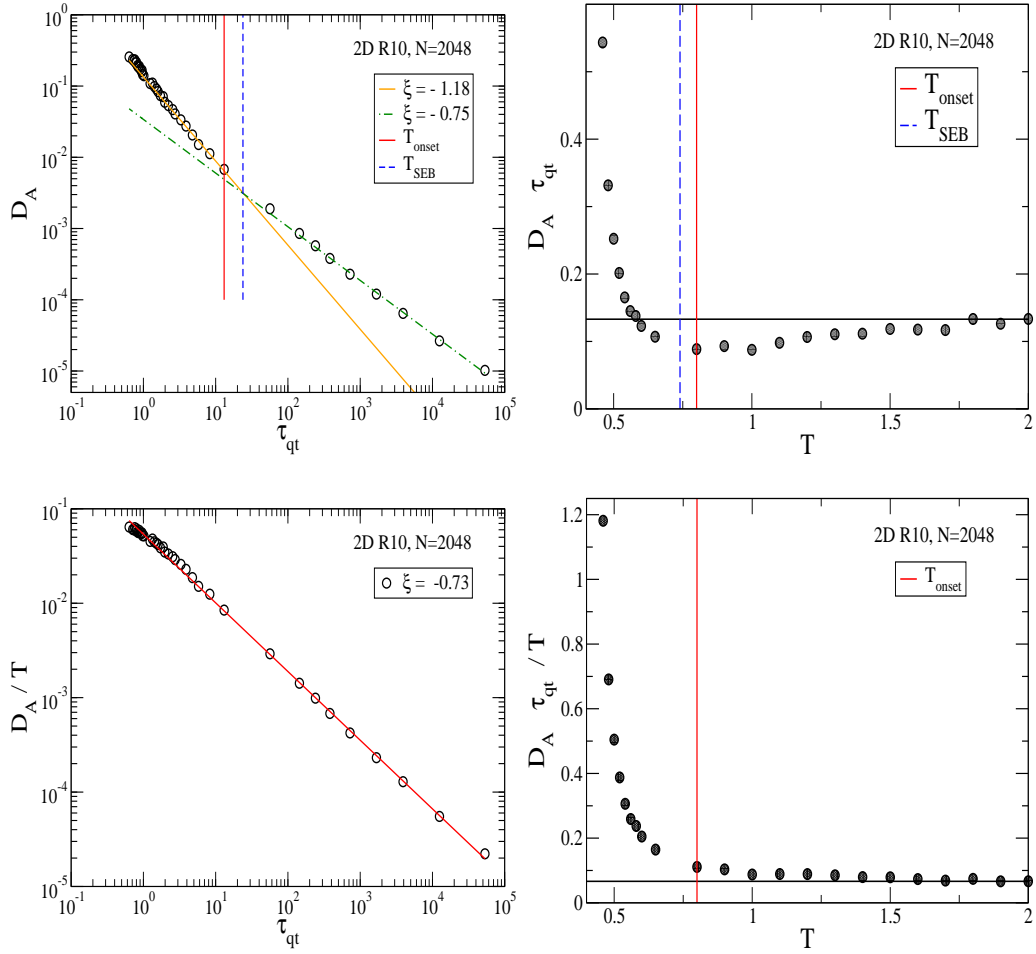 2D R10, N=2048
ξ = - 1.18
ξ = - 0.75
T_onset
T_SEB
D_A
10^0
10^-1
10^-2
10^-3
10^-4
10^-5
10^-1 10^0 10^1 10^2 10^3 10^4 10^5
τ_qt
2D R10, N=2048
T_onset
T_SEB
D_A τ_qt
0.4
0.2
0
0.5 1 1.5 2
T
2D R10, N=2048
ξ = -0.73
D_A / T
10^-1
10^-2
10^-3
10^-4
10^-5
10^-1 10^0 10^1 10^2 10^3 10^4 10^5
τ_qt
2D R10, N=2048
T_onset
D_A τ_qt / T
1.2
1
0.8
0.6
0.4
0.2
0
0.5 1 1.5 2
T